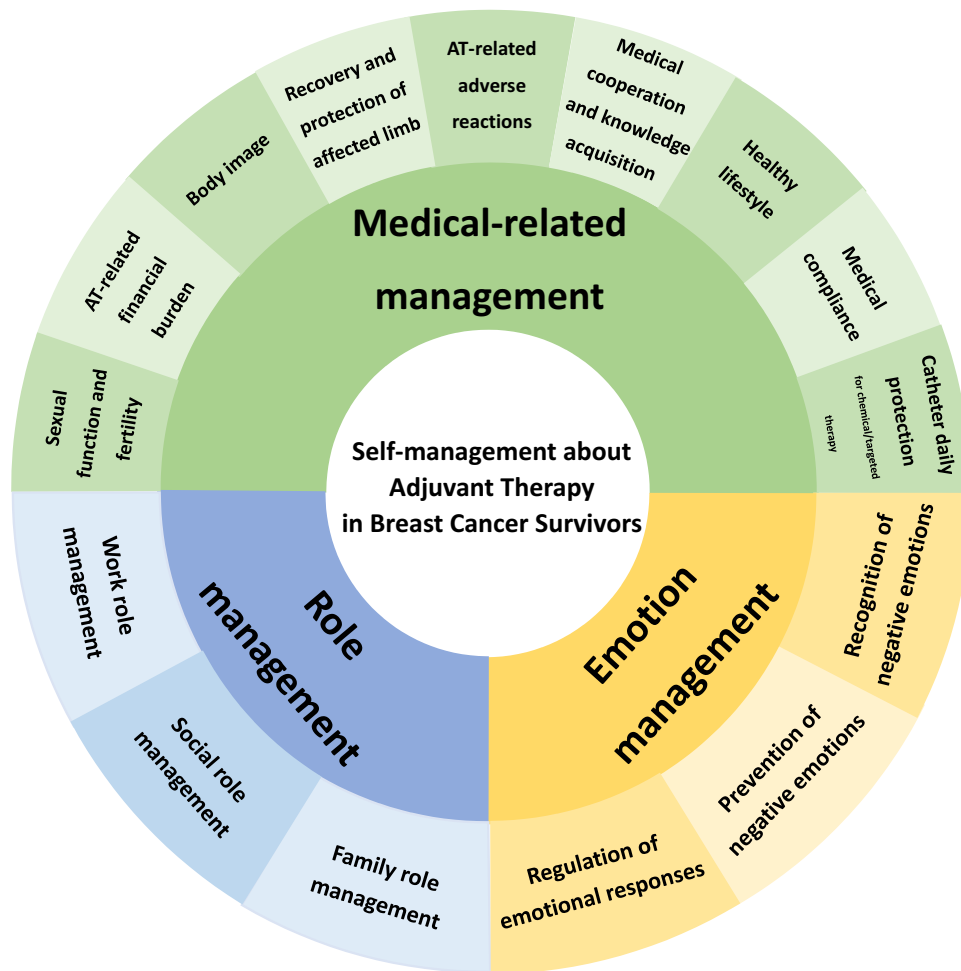 Self-management about
Adjuvant Therapy
in Breast Cancer Survivors
Medical-related
management
Sexual
function and
fertility
AT-related
financial
burden
Body image
Recovery and
protection of
affected limb
AT-related
adverse
reactions
Medical
cooperation
and knowledge
acquisition
Healthy
lifestyle
Medical
compliance
Catheter daily
protection
for chemical/targeted
therapy
Emotion
management
Recognition of
negative emotions
Prevention of
negative emotions
Regulation of
emotional responses
Role
management
Family role
management
Social role
management
Work role
management